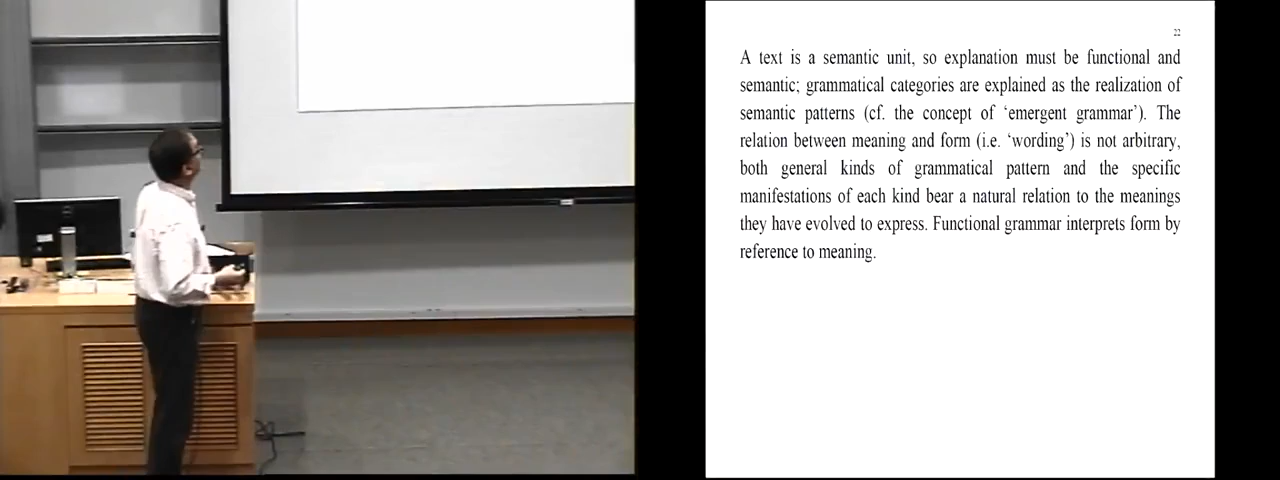 22
A text is a semantic unit, so explanation must be functional and
semantic; grammatical categories are explained as the realization of
semantic patterns (cf. the concept of ‘emergent grammar’). The
relation between meaning and form (i.e. ‘wording’) is not arbitrary,
both general kinds of grammatical pattern and the specific
manifestations of each kind bear a natural relation to the meanings
they have evolved to express. Functional grammar interprets form by
reference to meaning.